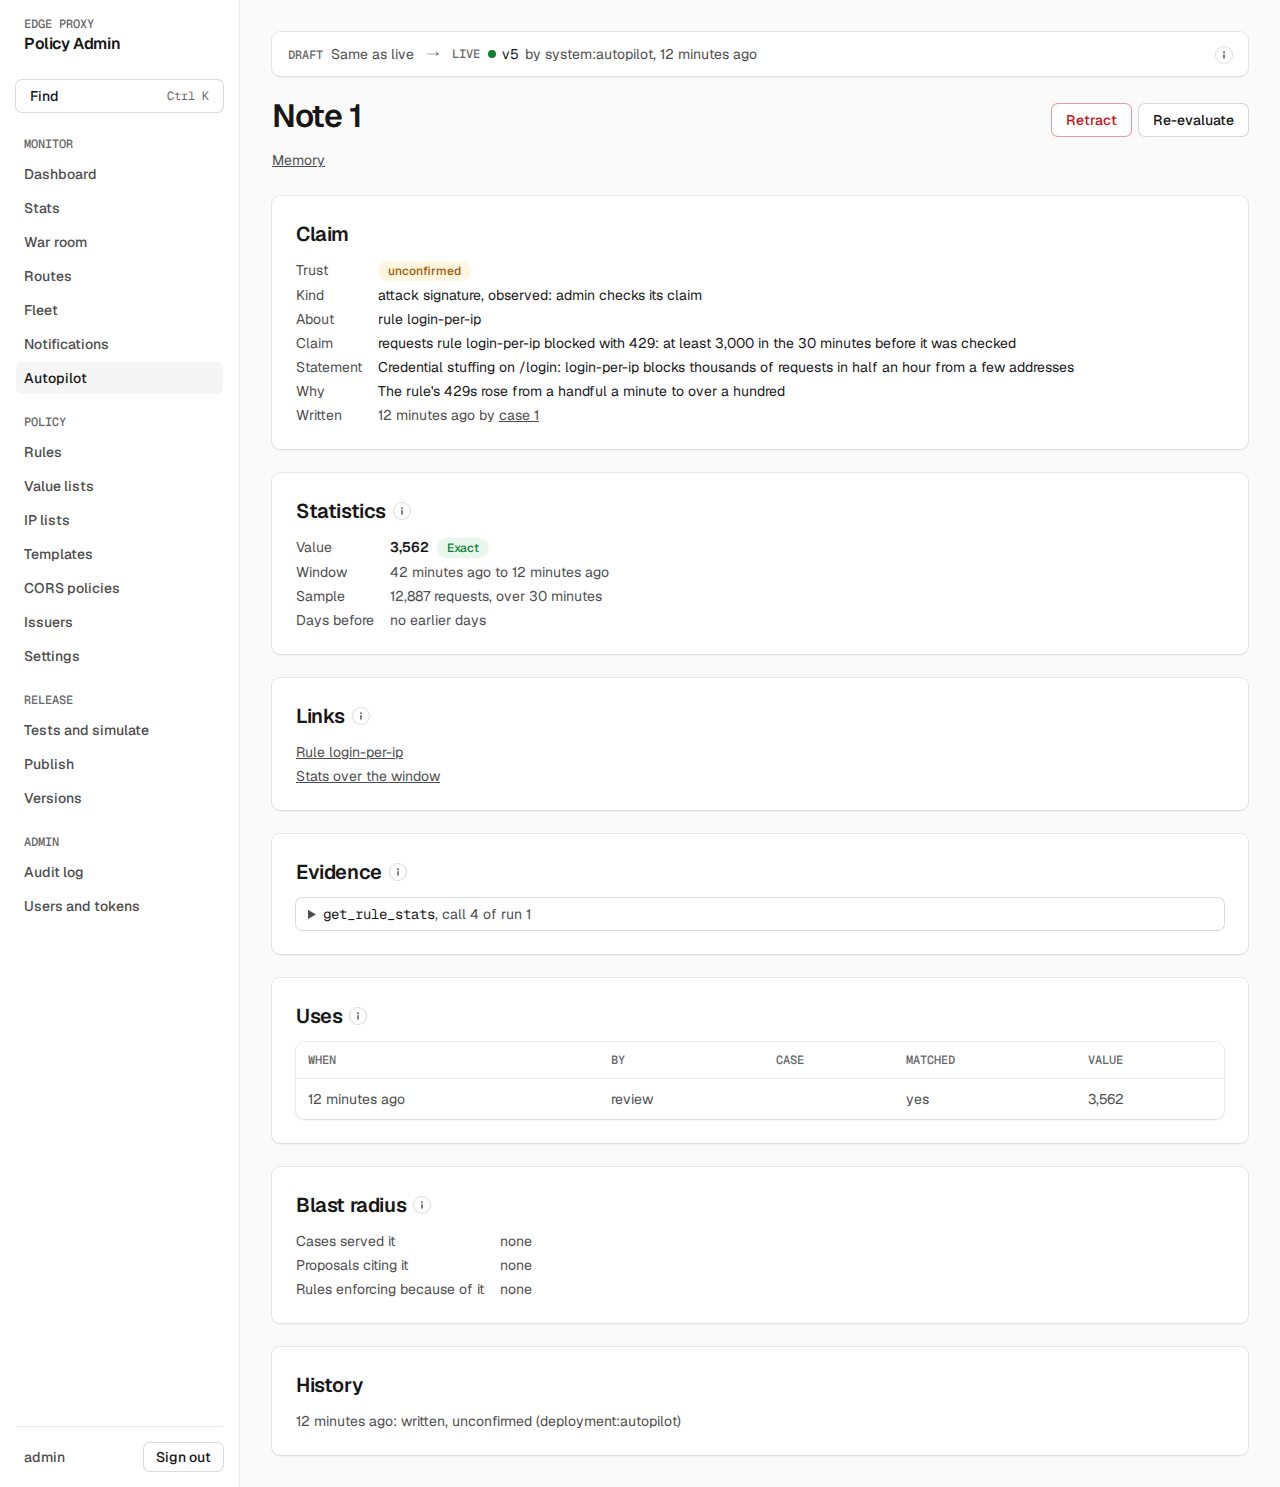 EDGE PROXY
Policy Admin
Find Ctrl K
MONITOR
Dashboard
Stats
War room
Routes
Fleet
Notifications
Autopilot
POLICY
Rules
Value lists
IP lists
Templates
CORS policies
Issuers
Settings
RELEASE
Tests and simulate
Publish
Versions
ADMIN
Audit log
Users and tokens
admin Sign out
DRAFT Same as live → LIVE v5 by system:autopilot, 12 minutes ago
Note 1
Retract Re-evaluate
Memory
Claim
Trust unconfirmed
Kind attack signature, observed: admin checks its claim
About rule login-per-ip
Claim requests rule login-per-ip blocked with 429: at least 3,000 in the 30 minutes before it was checked
Statement Credential stuffing on /login: login-per-ip blocks thousands of requests in half an hour from a few addresses
Why The rule's 429s rose from a handful a minute to over a hundred
Written 12 minutes ago by case 1
Statistics
Value 3,562 Exact
Window 42 minutes ago to 12 minutes ago
Sample 12,887 requests, over 30 minutes
Days before no earlier days
Links
Rule login-per-ip
Stats over the window
Evidence
get_rule_stats, call 4 of run 1
Uses
WHEN BY CASE MATCHED VALUE
12 minutes ago review yes 3,562
Blast radius
Cases served it none
Proposals citing it none
Rules enforcing because of it none
History
12 minutes ago: written, unconfirmed (deployment:autopilot)